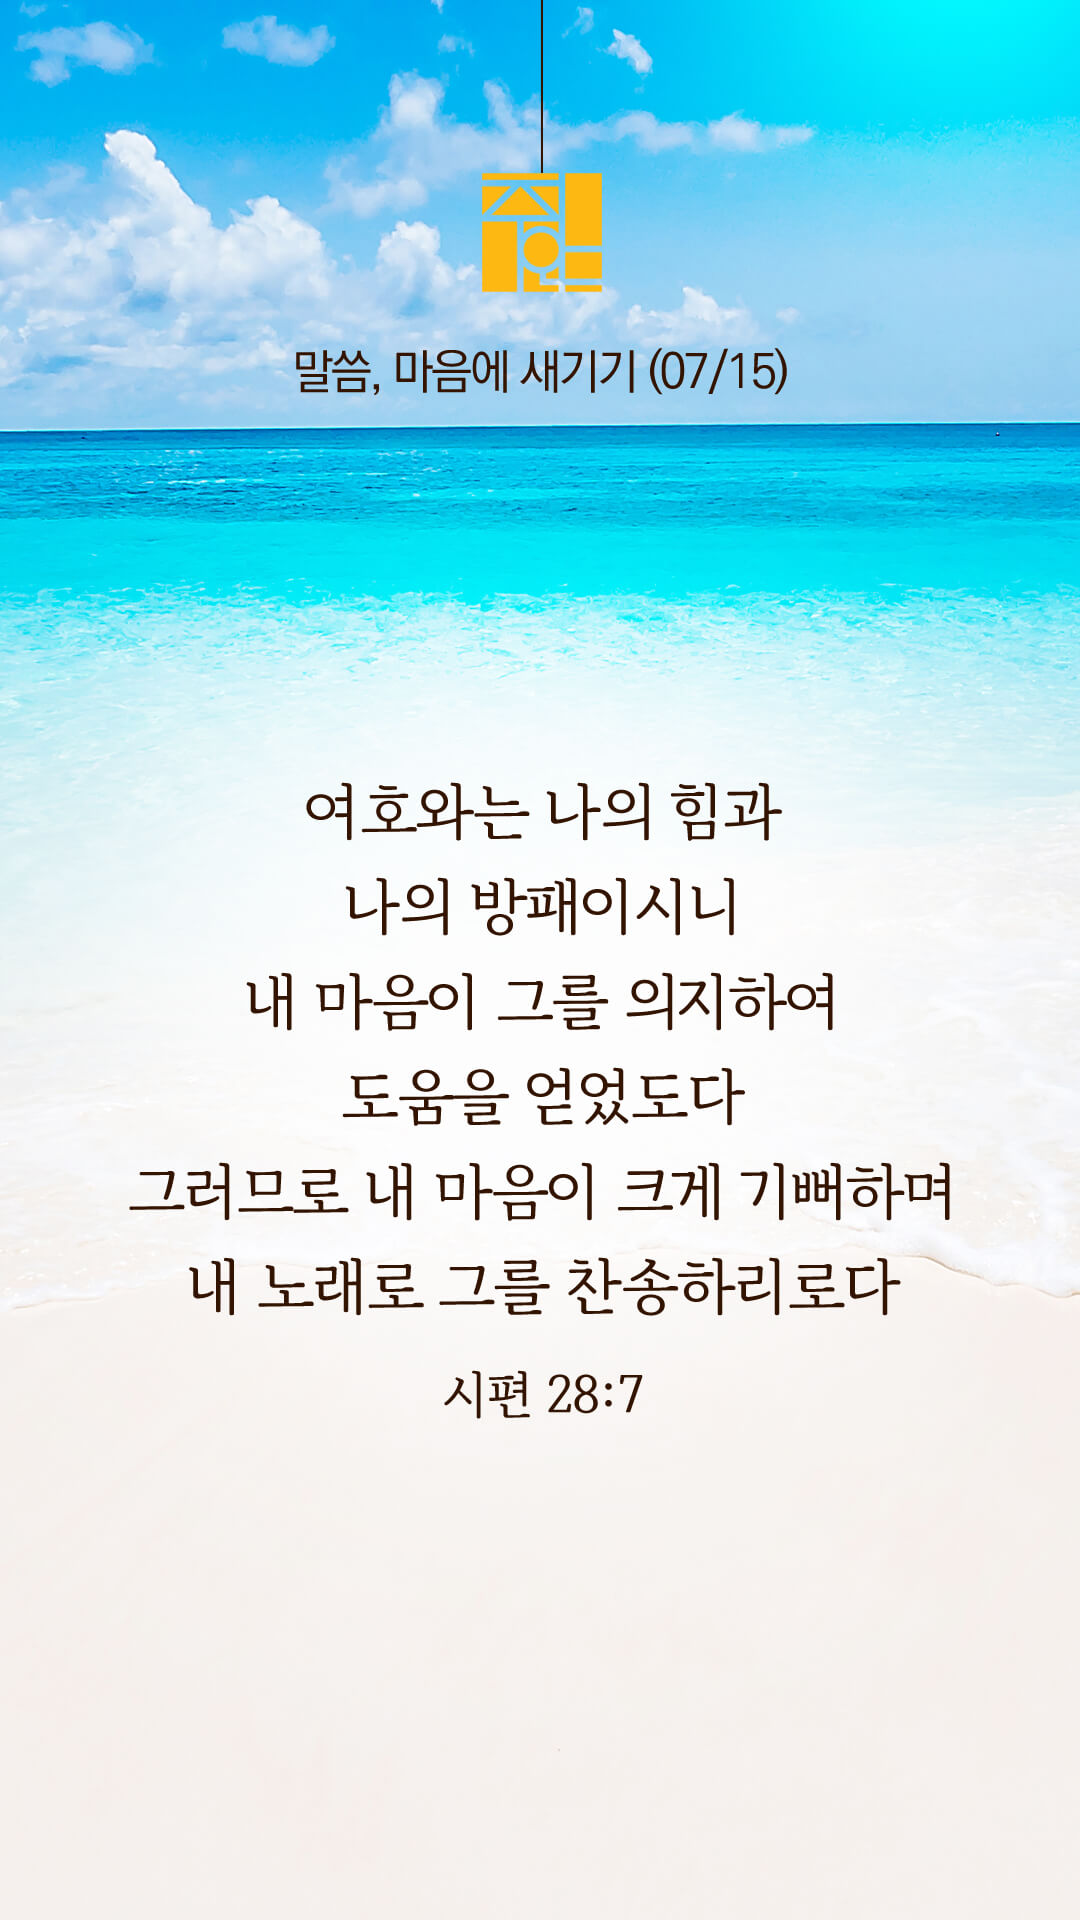 증인
말씀, 마음에 새기기 (07/15)
여호와는 나의 힘과
나의 방패이시니
내 마음이 그를 의지하여
도움을 얻었도다
그러므로 내 마음이 크게 기뻐하며
내 노래로 그를 찬송하리로다
시편 28:7